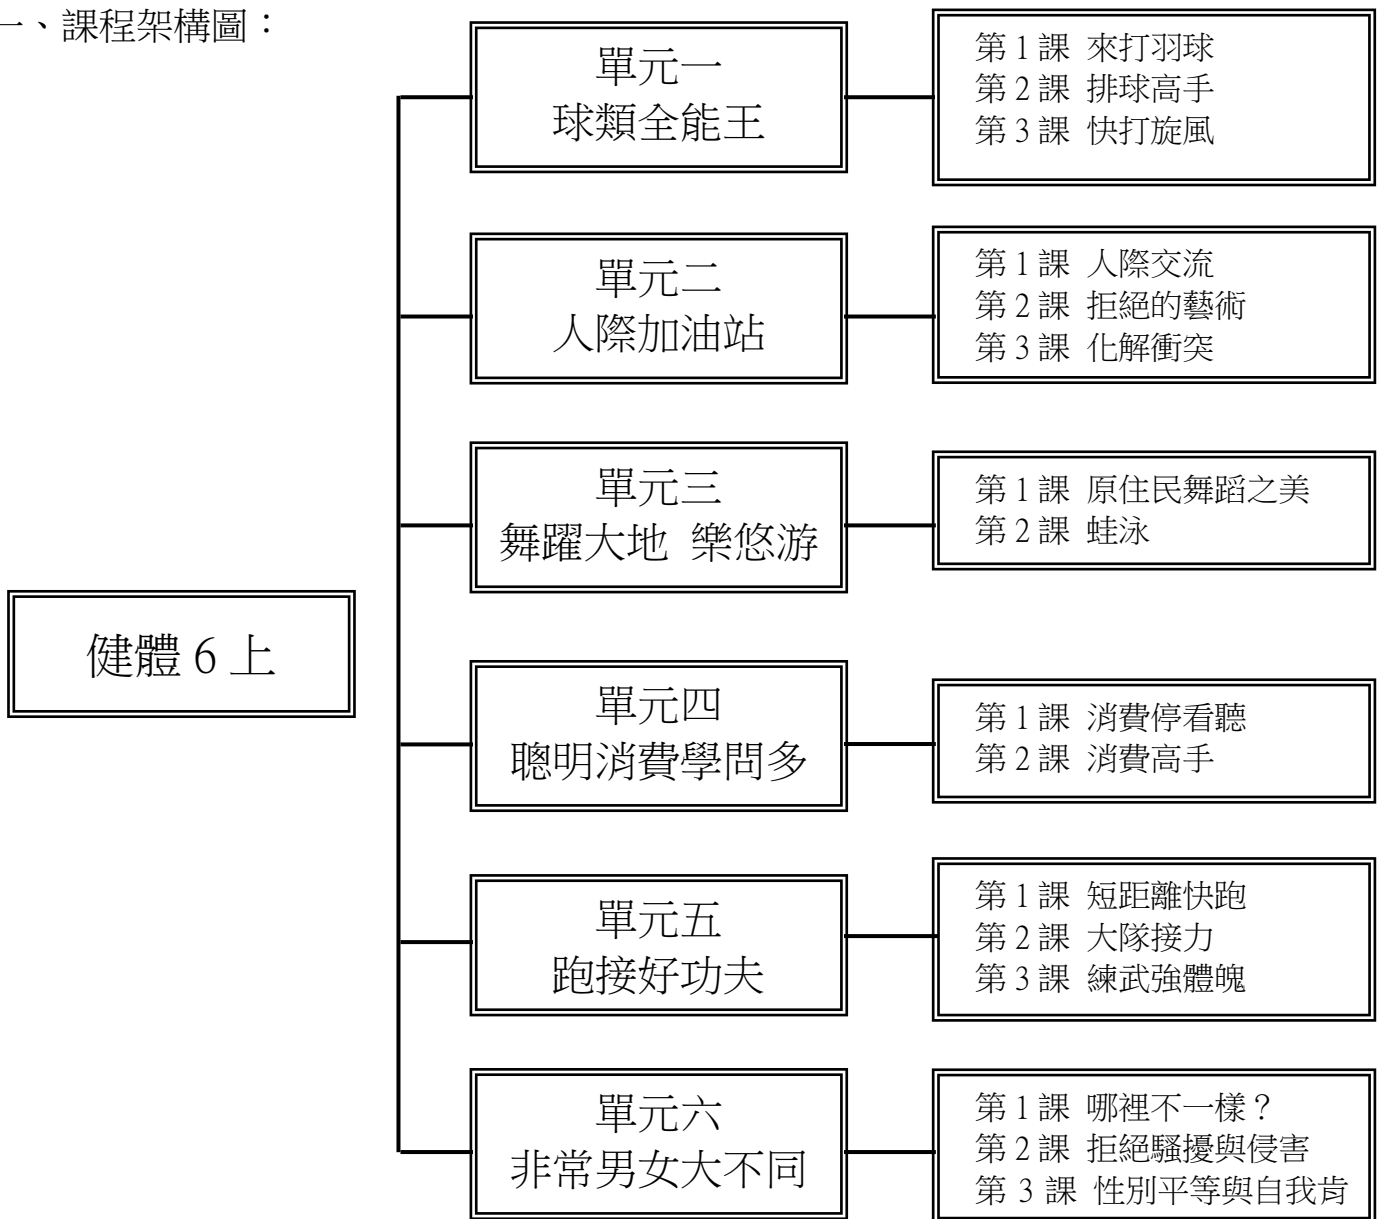 一、課程架構圖：
單元一
球類全能王
第1課 來打羽球
第2課 排球高手
第3課 快打旋風
單元二
人際加油站
第1課 人際交流
第2課 拒絕的藝術
第3課 化解衝突
單元三
舞躍大地 樂悠游
第1課 原住民舞蹈之美
第2課 蛙泳
健體6上
單元四
聰明消費學問多
第1課 消費停看聽
第2課 消費高手
單元五
跑接好功夫
第1課 短距離快跑
第2課 大隊接力
第3課 練武強體魄
單元六
非常男女大不同
第1課 哪裡不一樣？
第2課 拒絕騷擾與侵害
第3課 性別平等與自我肯